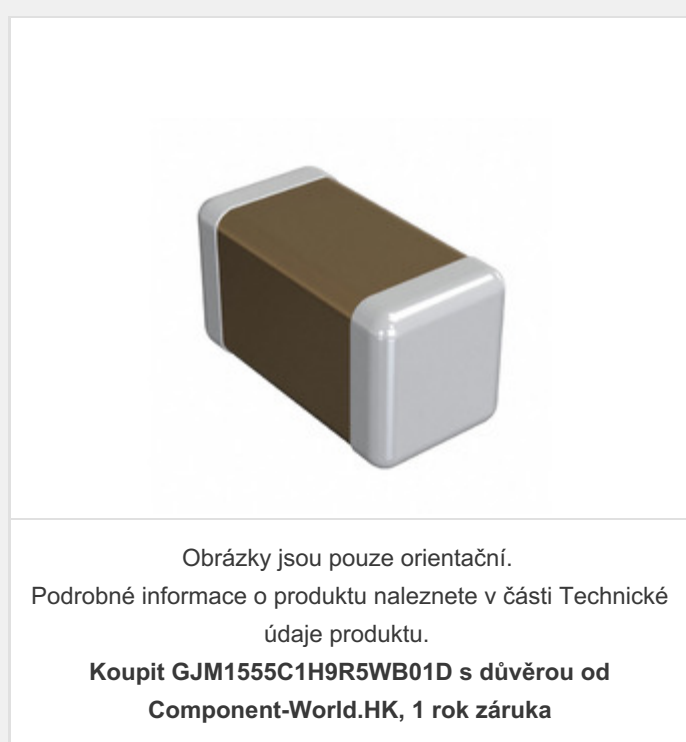 Obrázky jsou pouze orientační.
Podrobné informace o produktu naleznete v části Technické
údaje produktu.
Koupit GJM1555C1H9R5WB01D s důvěrou od
Component-World.HK, 1 rok záruka